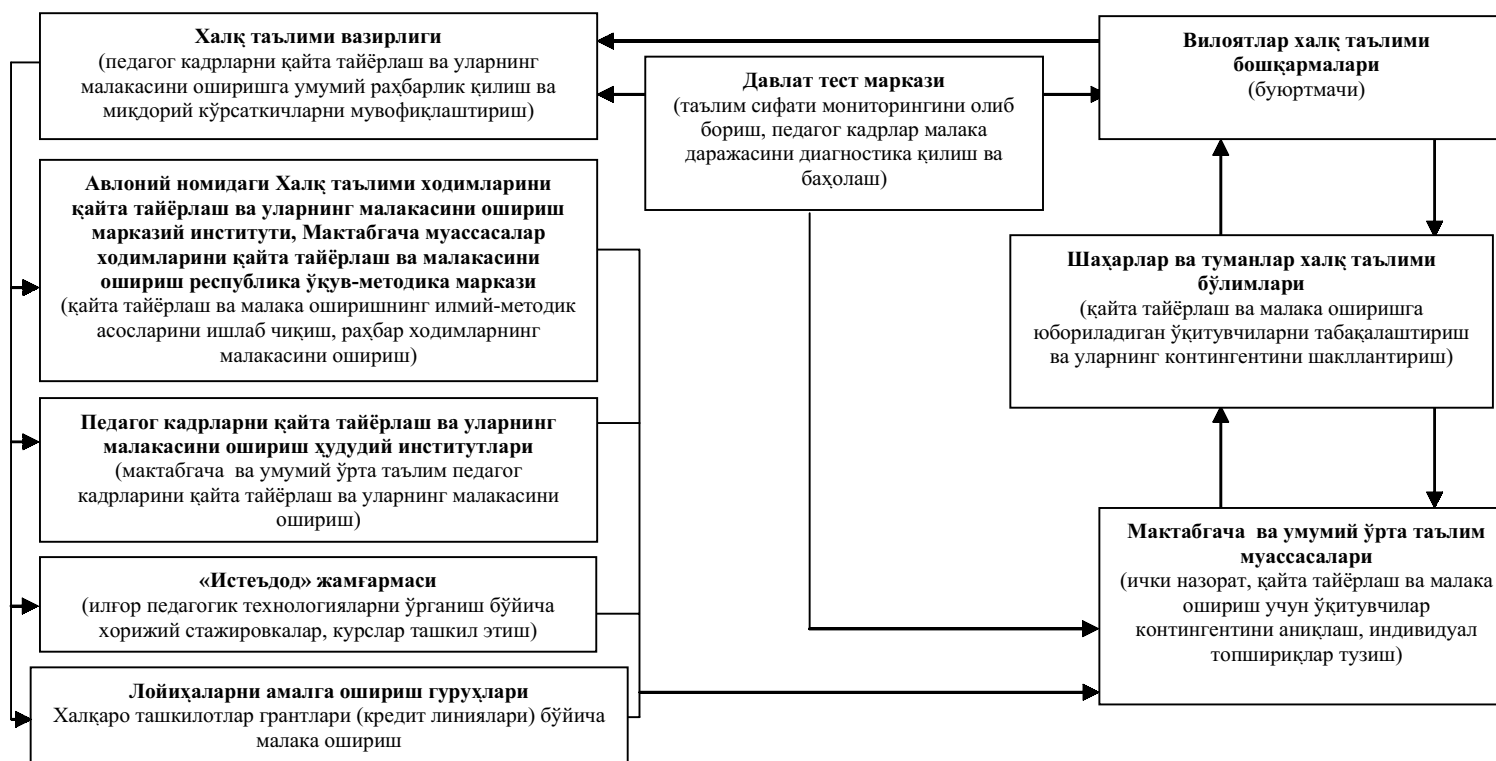 Халқ таълими вазирлиги
(педагог кадрларни қайта тайёрлаш ва уларнинг
малакасини оширишга умумий раҳбарлик қилиш ва
миқдорий кўрсаткичларни мувофиқлаштириш)
Давлат тест маркази
(таълим сифати мониторингини олиб
бориш, педагог кадрлар малака
даражасини диагностика қилиш ва
баҳолаш)
Вилоятлар халқ таълими
бошқармалари
(буюртмачи)
Авлоний номидаги Халқ таълими ходимларини
қайта тайёрлаш ва уларнинг малакасини ошириш
марказий институти, Мактабгача муассасалар
ходимларини қайта тайёрлаш ва малакасини
ошириш республика ўқув-методика маркази
(қайта тайёрлаш ва малака оширишнинг илмий-методик
асосларини ишлаб чиқиш, раҳбар ходимларнинг
малакасини ошириш)
Шаҳарлар ва туманлар халқ таълими
бўлимлари
(қайта тайёрлаш ва малака оширишга
юбориладиган ўқитувчиларни табақалаштириш
ва уларнинг контингентини шакллантириш)
Педагог кадрларни қайта тайёрлаш ва уларнинг
малакасини ошириш ҳудудий институтлари
(мактабгача ва умумий ўрта таълим педагог
кадрларини қайта тайёрлаш ва уларнинг малакасини
ошириш)
Мактабгача ва умумий ўрта таълим
муассасалари
(ички назорат, қайта тайёрлаш ва малака
ошириш учун ўқитувчилар
контингентини аниқлаш, индивидуал
топшириқлар тузиш)
«Истеъдод» жамғармаси
(илғор педагогик технологияларни ўрганиш бўйича
хорижий стажировкалар, курслар ташкил этиш)
Лойиҳаларни амалга ошириш гуруҳлари
Халқаро ташкилотлар грантлари (кредит линиялари) бўйича
малака ошириш